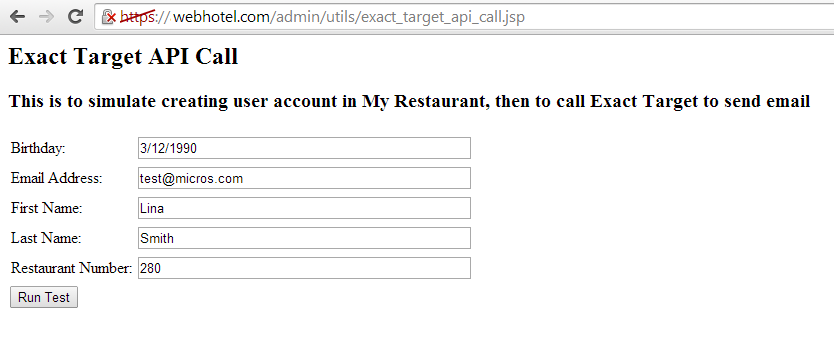 https://webhotel.com/admin/utils/exact_target_api_call.jsp
Exact Target API Call
This is to simulate creating user account in My Restaurant, then to call Exact Target to send email
Birthday: 3/12/1990
Email Address: test@micros.com
First Name: Lina
Last Name: Smith
Restaurant Number: 280
Run Test